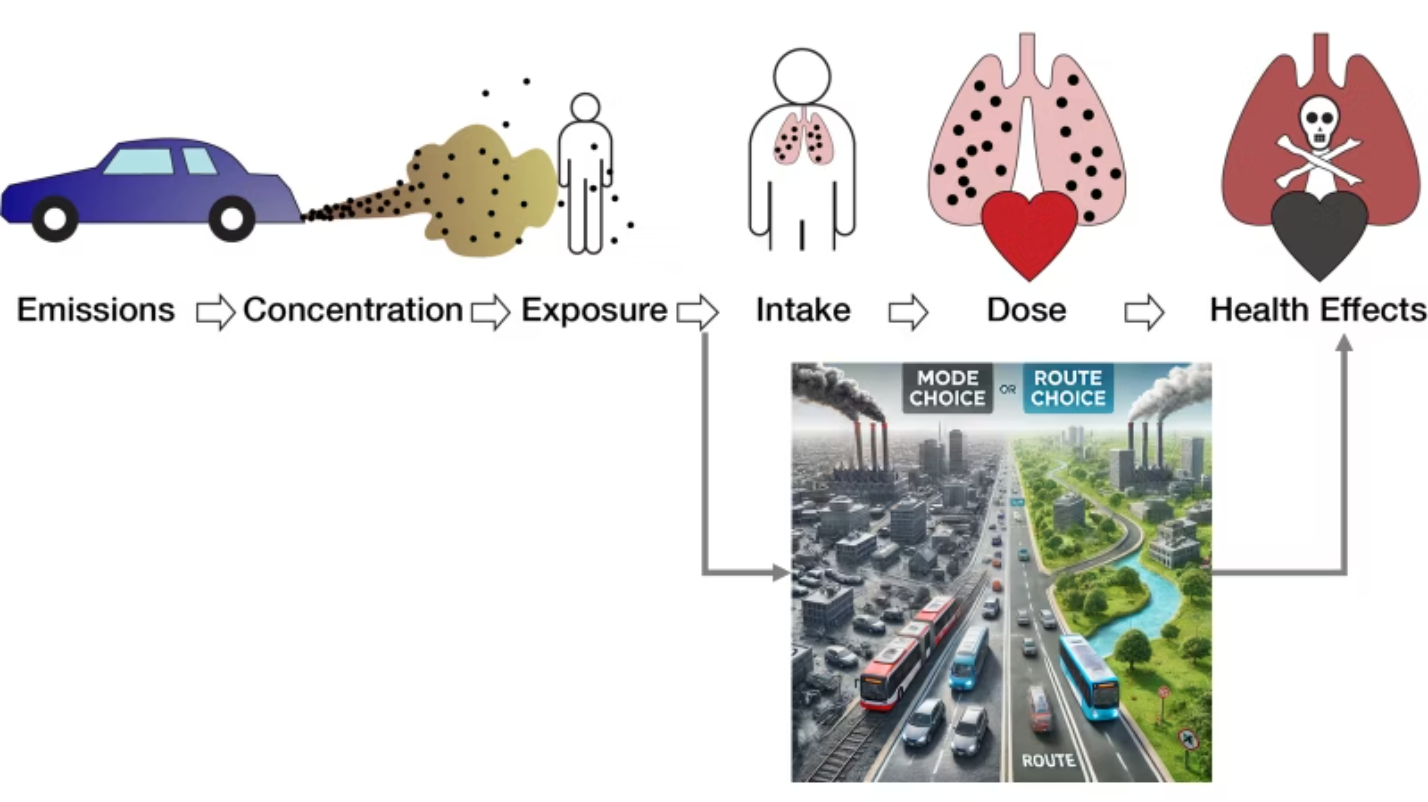 Emissions ⇨ Concentration ⇨ Exposure ⇨ Intake ⇨ Dose ⇨ Health Effects
MODE CHOICE OR ROUTE CHOICE
ROUTE